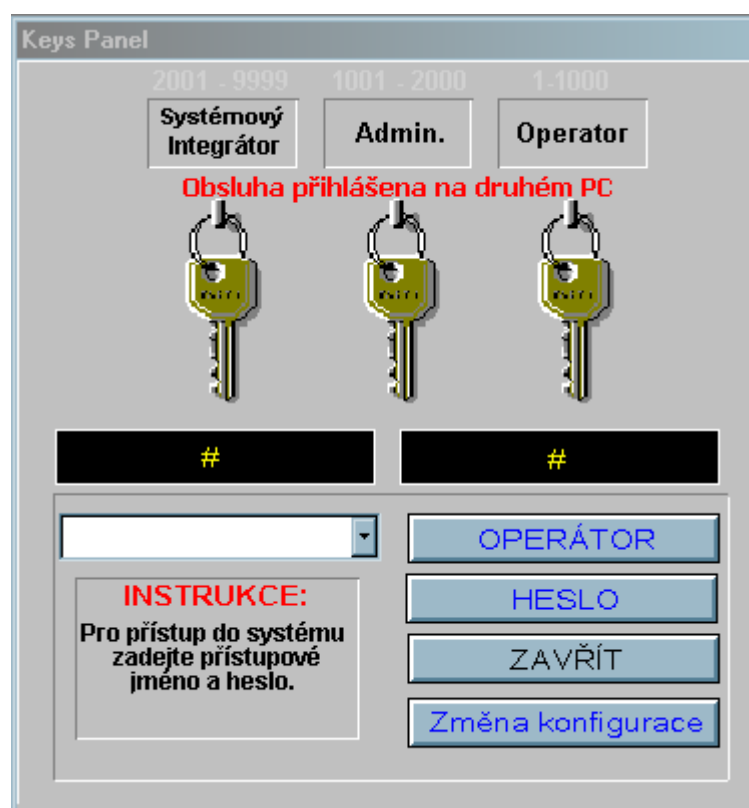 Keys Panel
2001 - 9999 1001 - 2000 1-1000
Systémový
Integrátor
Admin.
Operator
Obsluha přihlášena na druhém PC
#
#
OPERÁTOR
INSTRUKCE:
HESLO
Pro přístup do systému
zadejte přístupové
jméno a heslo.
ZAVŘÍT
Změna konfigurace